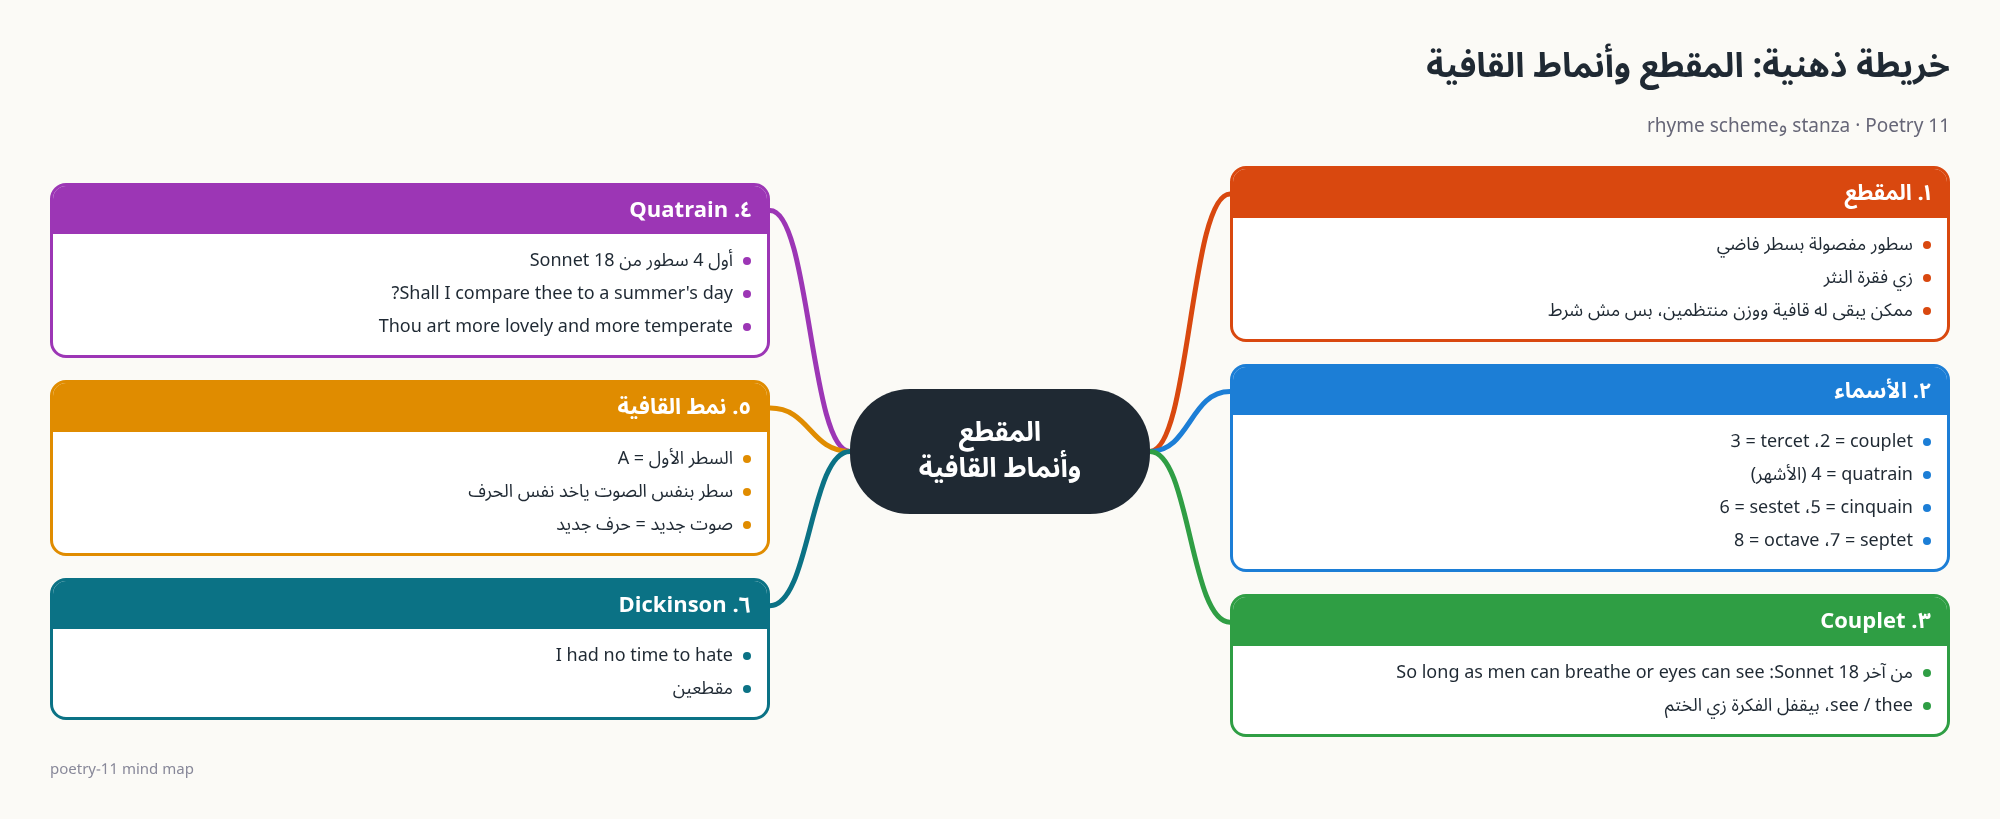 خريطة ذهنية: المقطع وأنماط القافية
stanza · Poetry 11 وrhyme scheme
١. المقطع
سطور مفصولة بسطر فاضي
زي فقرة النثر
ممكن يبقى له قافية ووزن منتظمين، بس مش شرط
٢. الأسماء
couplet = 2، tercet = 3
quatrain = 4 (الأشهر)
cinquain = 5، sestet = 6
septet = 7، octave = 8
٣. Couplet
من آخر Sonnet 18: So long as men can breathe or eyes can see
see / thee، بيقفل الفكرة زي الختم
المقطع
وأنماط القافية
٤. Quatrain
أول 4 سطور من Sonnet 18
Shall I compare thee to a summer's day?
Thou art more lovely and more temperate
٥. نمط القافية
السطر الأول = A
سطر بنفس الصوت ياخد نفس الحرف
صوت جديد = حرف جديد
٦. Dickinson
I had no time to hate
مقطعين
poetry-11 mind map